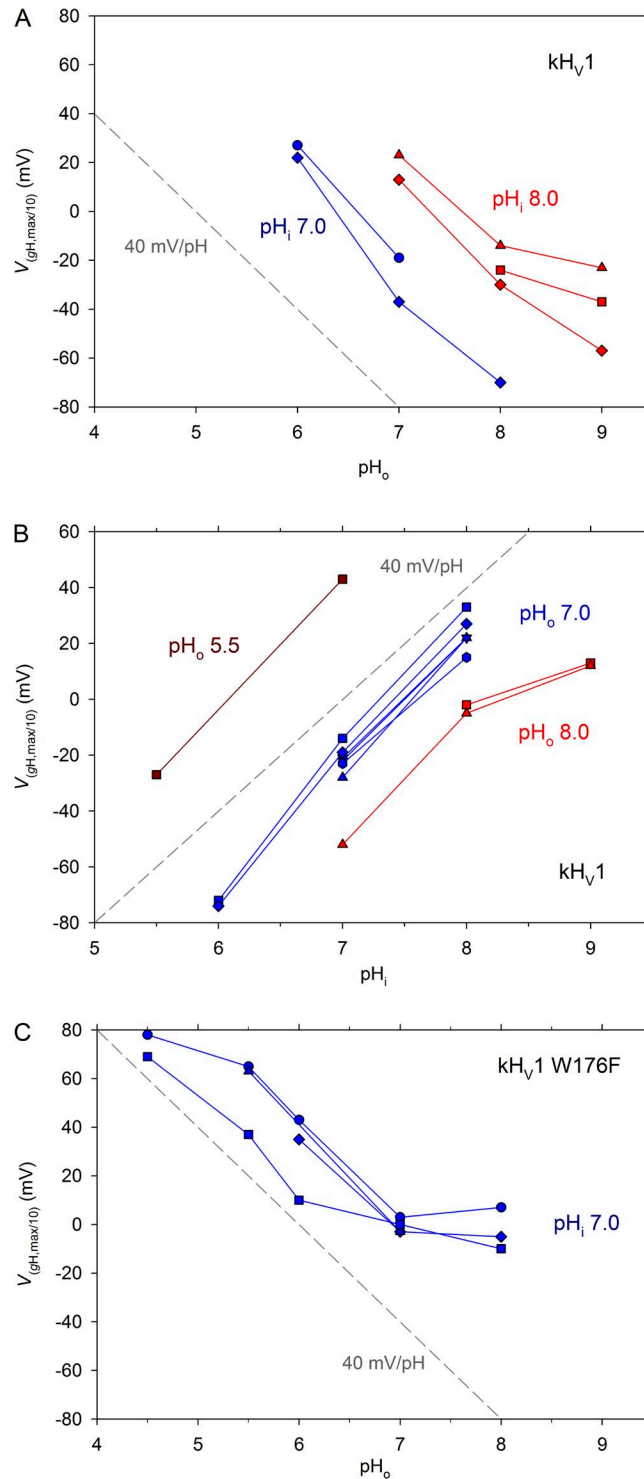 A
80
60
40
20
0
-20
-40
-60
-80
V(gH,max/10) (mV)
kHV1
pHi 8.0
pHi 7.0
40 mV/pH
4 5 6 7 8 9
pHo
B
60
40
20
0
-20
-40
-60
-80
V(gH,max/10) (mV)
40 mV/pH
pHo 7.0
pHo 5.5
pHo 8.0
kHV1
5 6 7 8 9
pHi
C
80
60
40
20
0
-20
-40
-60
-80
V(gH,max/10) (mV)
kHV1 W176F
pHi 7.0
40 mV/pH
4 5 6 7 8 9
pHo